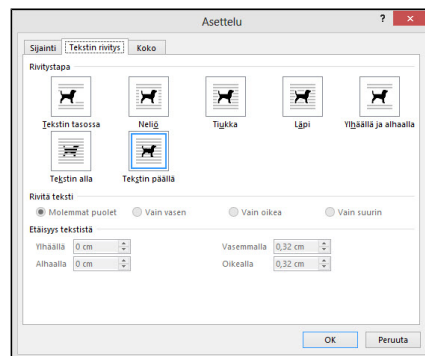 Asettelu ? ×
Sijainti Tekstin rivitys Koko
Rivitystapa
Tekstin tasossa Neliö Tiukka Läpi Ylhäällä ja alhaalla
Tekstin alla Tekstin päällä
Rivitä teksti
Molemmat puolet Vain vasen Vain oikea Vain suurin
Etäisyys tekstistä
Ylhäällä 0 cm Vasemmalla 0,32 cm
Alhaalla 0 cm Oikealla 0,32 cm
OK Peruuta